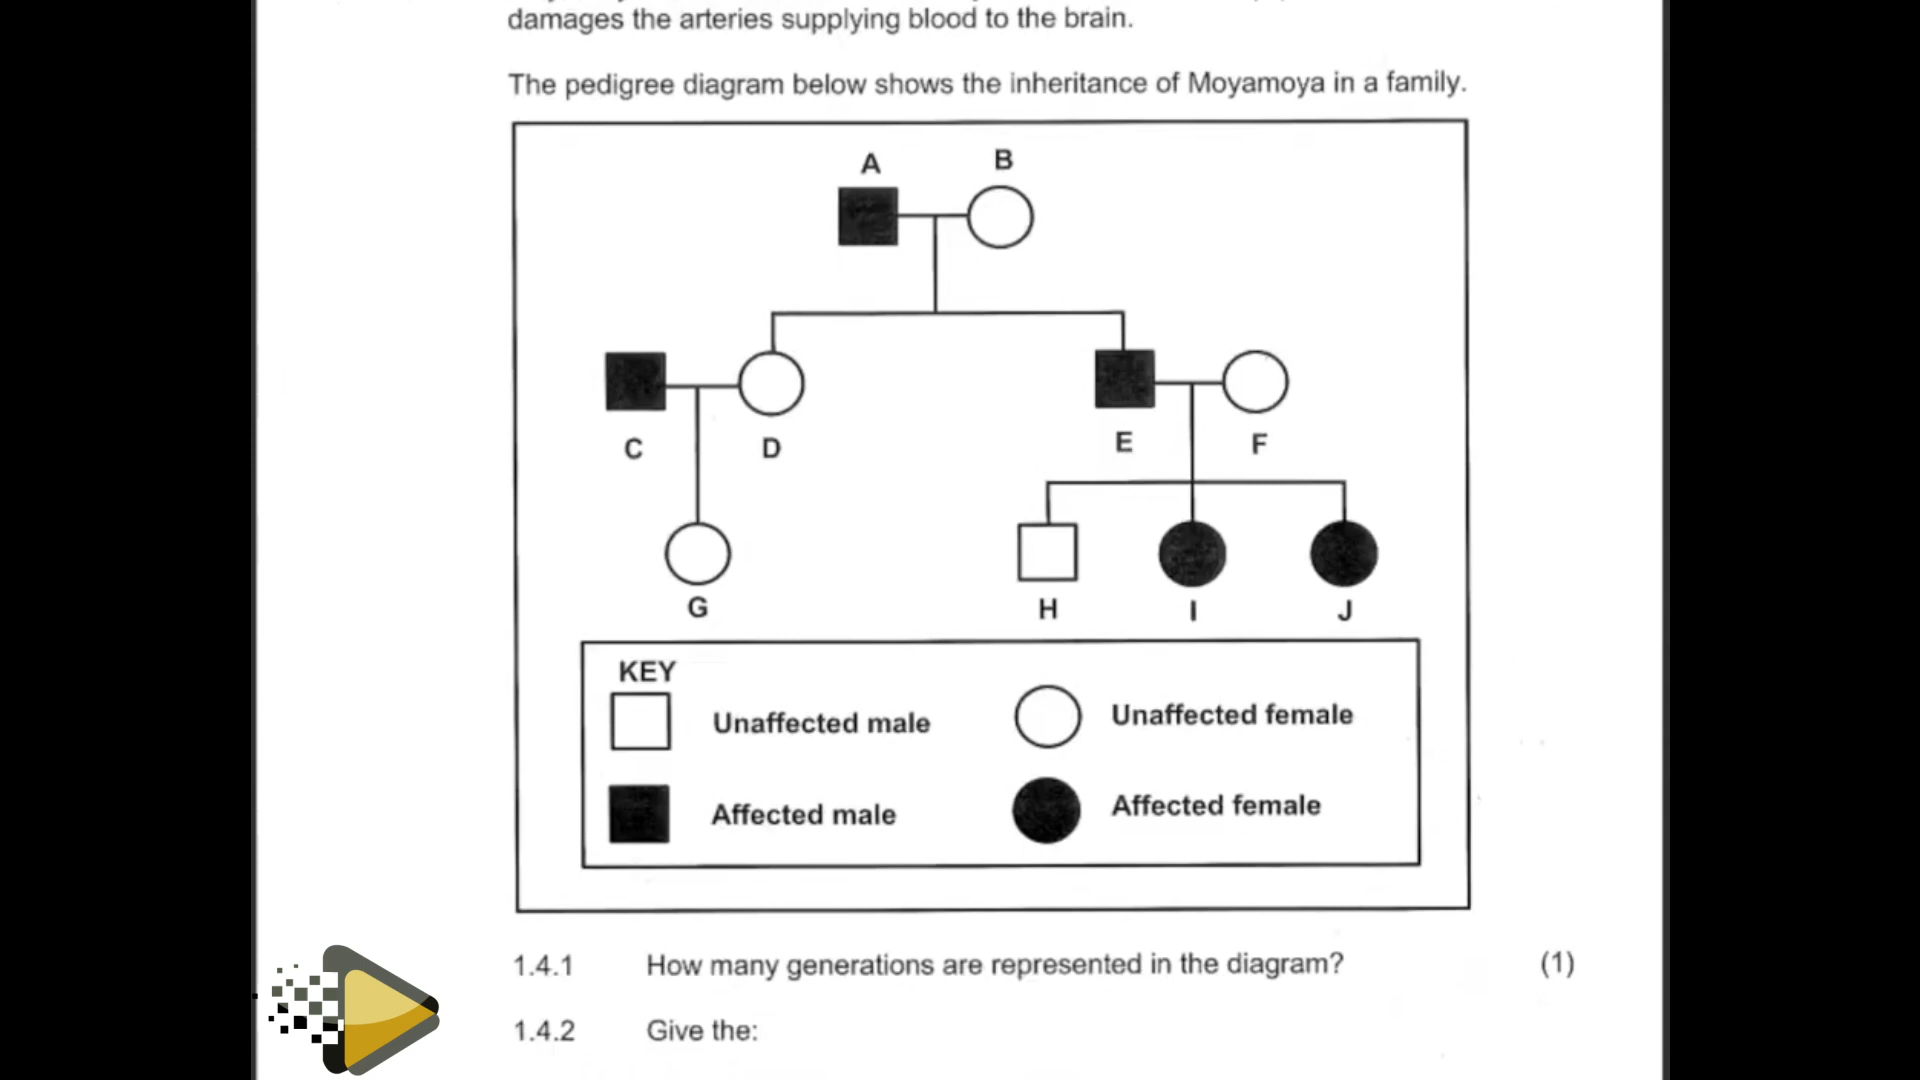 damages the arteries supplying blood to the brain.
The pedigree diagram below shows the inheritance of Moyamoya in a family.
A B
C D E F
G H I J
KEY
Unaffected male Unaffected female
Affected male Affected female
1.4.1 How many generations are represented in the diagram? (1)
1.4.2 Give the: